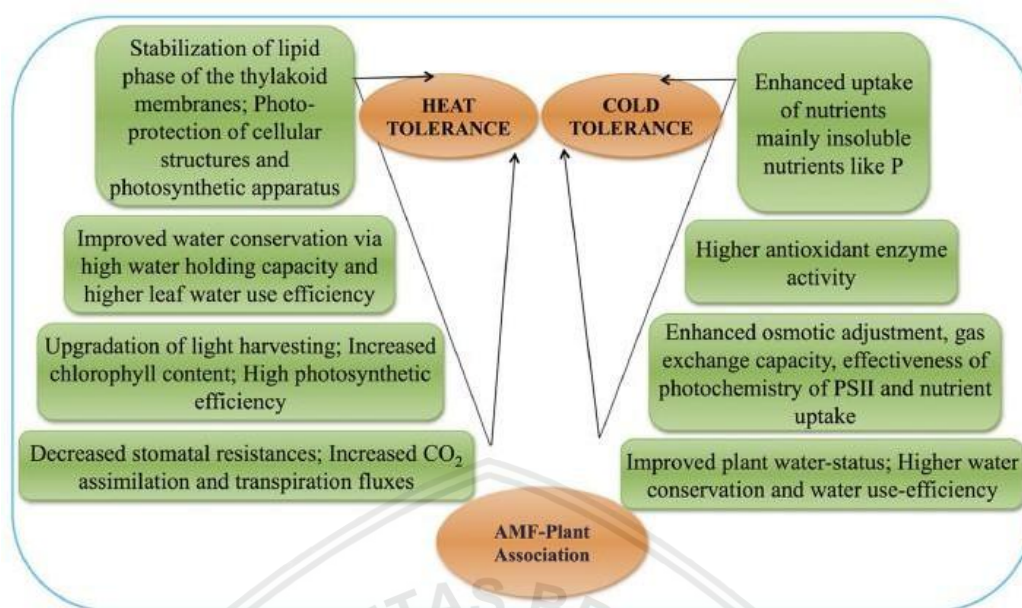 Stabilization of lipid
phase of the thylakoid
membranes; Photo-
protection of cellular
structures and
photosynthetic apparatus
Improved water conservation via
high water holding capacity and
higher leaf water use efficiency
Upgradation of light harvesting; Increased
chlorophyll content; High photosynthetic
efficiency
Decreased stomatal resistances; Increased CO₂
assimilation and transpiration fluxes
HEAT
TOLERANCE
COLD
TOLERANCE
Enhanced uptake
of nutrients
mainly insoluble
nutrients like P
Higher antioxidant enzyme
activity
Enhanced osmotic adjustment, gas
exchange capacity, effectiveness of
photochemistry of PSII and nutrient
uptake
Improved plant water-status; Higher water
conservation and water use-efficiency
AMF-Plant
Association